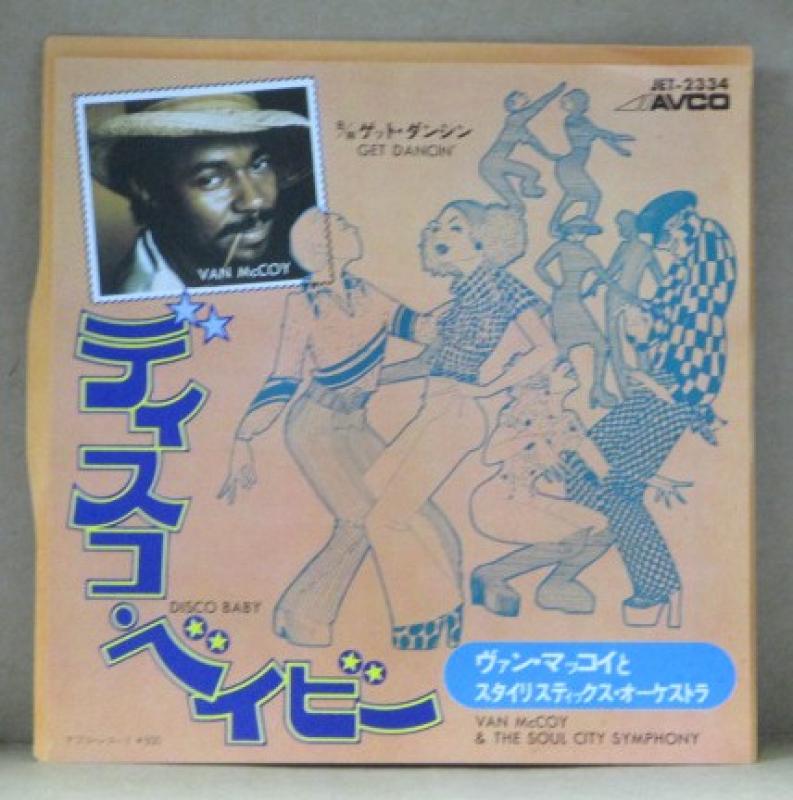 JET-2334
AVCO
B/面 ゲット・ダンシン
GET DANCIN'
VAN McCOY
ディスコ・ベイビー
DISCO BABY
ヴァン・マッコイと
スタイリスティックス・オーケストラ
VAN McCOY
& THE SOUL CITY SYMPHONY
¥500